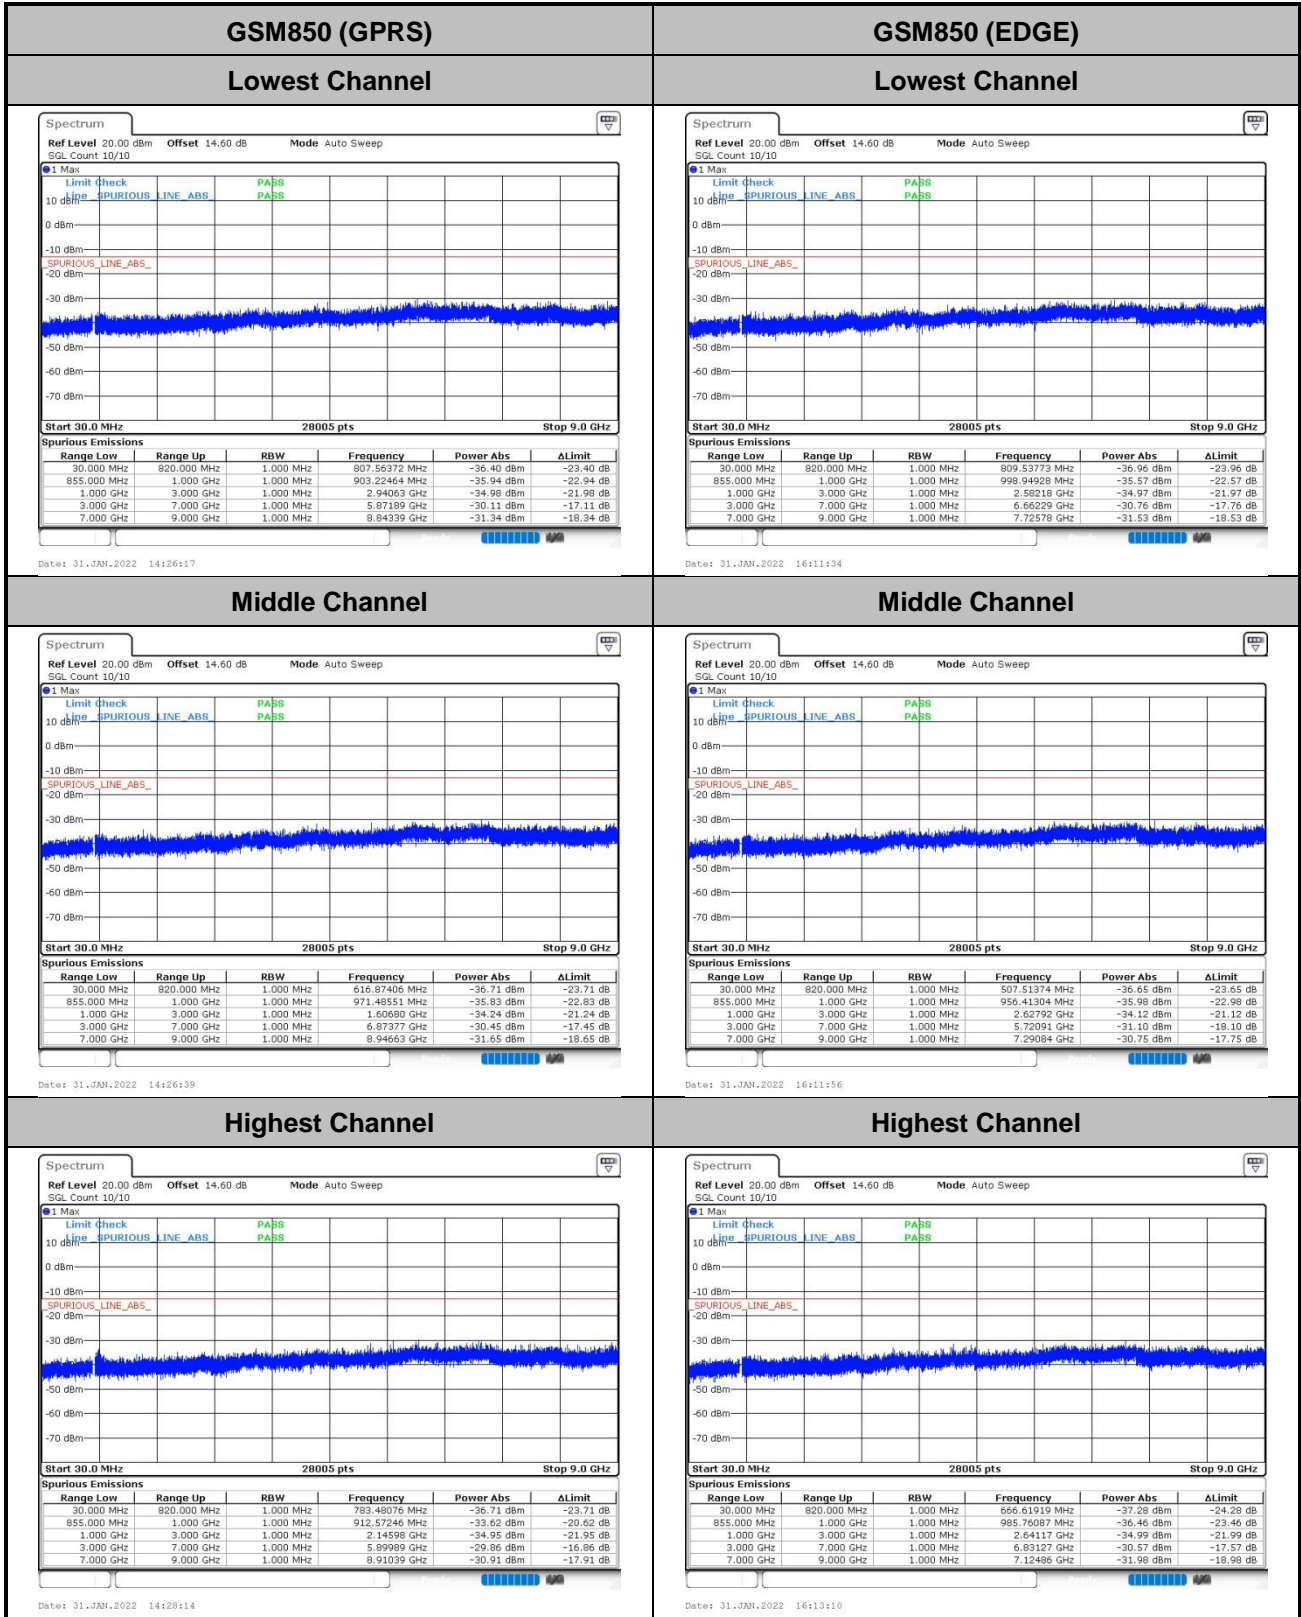 GSM850 (GPRS)
GSM850 (EDGE)
Lowest Channel
Lowest Channel
Spectrum
Ref Level 20.00 dBm Offset 14.60 dB Mode Auto Sweep
SGL Count 10/10
1 Max
Limit Check PASS
Line _SPURIOUS_LINE_ABS_ PASS
10 dBm
0 dBm
-10 dBm
_SPURIOUS_LINE_ABS_
-20 dBm
-30 dBm
-50 dBm
-60 dBm
-70 dBm
Start 30.0 MHz 28005 pts Stop 9.0 GHz
Spurious Emissions
Range Low Range Up RBW Frequency Power Abs ΔLimit
30.000 MHz 820.000 MHz 1.000 MHz 807.56372 MHz -36.40 dBm -23.40 dB
855.000 MHz 1.000 GHz 1.000 MHz 903.22464 MHz -35.94 dBm -22.94 dB
1.000 GHz 3.000 GHz 1.000 MHz 2.94063 GHz -34.98 dBm -21.98 dB
3.000 GHz 7.000 GHz 1.000 MHz 5.87189 GHz -30.11 dBm -17.11 dB
7.000 GHz 9.000 GHz 1.000 MHz 8.84339 GHz -31.34 dBm -18.34 dB
Date: 31.JAN.2022 14:26:17
Spectrum
Ref Level 20.00 dBm Offset 14.60 dB Mode Auto Sweep
SGL Count 10/10
1 Max
Limit Check PASS
Line _SPURIOUS_LINE_ABS_ PASS
10 dBm
0 dBm
-10 dBm
_SPURIOUS_LINE_ABS_
-20 dBm
-30 dBm
-50 dBm
-60 dBm
-70 dBm
Start 30.0 MHz 28005 pts Stop 9.0 GHz
Spurious Emissions
Range Low Range Up RBW Frequency Power Abs ΔLimit
30.000 MHz 820.000 MHz 1.000 MHz 809.53773 MHz -36.96 dBm -23.96 dB
855.000 MHz 1.000 GHz 1.000 MHz 998.94928 MHz -35.57 dBm -22.57 dB
1.000 GHz 3.000 GHz 1.000 MHz 2.58218 GHz -34.97 dBm -21.97 dB
3.000 GHz 7.000 GHz 1.000 MHz 6.66229 GHz -30.76 dBm -17.76 dB
7.000 GHz 9.000 GHz 1.000 MHz 7.72578 GHz -31.53 dBm -18.53 dB
Date: 31.JAN.2022 16:11:34
Middle Channel
Middle Channel
Spectrum
Ref Level 20.00 dBm Offset 14.60 dB Mode Auto Sweep
SGL Count 10/10
1 Max
Limit Check PASS
Line _SPURIOUS_LINE_ABS_ PASS
10 dBm
0 dBm
-10 dBm
_SPURIOUS_LINE_ABS_
-20 dBm
-30 dBm
-50 dBm
-60 dBm
-70 dBm
Start 30.0 MHz 28005 pts Stop 9.0 GHz
Spurious Emissions
Range Low Range Up RBW Frequency Power Abs ΔLimit
30.000 MHz 820.000 MHz 1.000 MHz 616.87406 MHz -36.71 dBm -23.71 dB
855.000 MHz 1.000 GHz 1.000 MHz 971.48551 MHz -35.83 dBm -22.83 dB
1.000 GHz 3.000 GHz 1.000 MHz 1.60680 GHz -34.24 dBm -21.24 dB
3.000 GHz 7.000 GHz 1.000 MHz 6.87377 GHz -30.45 dBm -17.45 dB
7.000 GHz 9.000 GHz 1.000 MHz 8.94663 GHz -31.65 dBm -18.65 dB
Date: 31.JAN.2022 14:26:39
Spectrum
Ref Level 20.00 dBm Offset 14.60 dB Mode Auto Sweep
SGL Count 10/10
1 Max
Limit Check PASS
Line _SPURIOUS_LINE_ABS_ PASS
10 dBm
0 dBm
-10 dBm
_SPURIOUS_LINE_ABS_
-20 dBm
-30 dBm
-50 dBm
-60 dBm
-70 dBm
Start 30.0 MHz 28005 pts Stop 9.0 GHz
Spurious Emissions
Range Low Range Up RBW Frequency Power Abs ΔLimit
30.000 MHz 820.000 MHz 1.000 MHz 507.51374 MHz -36.65 dBm -23.65 dB
855.000 MHz 1.000 GHz 1.000 MHz 956.41304 MHz -35.98 dBm -22.98 dB
1.000 GHz 3.000 GHz 1.000 MHz 2.62792 GHz -34.12 dBm -21.12 dB
3.000 GHz 7.000 GHz 1.000 MHz 5.72091 GHz -31.10 dBm -18.10 dB
7.000 GHz 9.000 GHz 1.000 MHz 7.29084 GHz -30.75 dBm -17.75 dB
Date: 31.JAN.2022 16:11:56
Highest Channel
Highest Channel
Spectrum
Ref Level 20.00 dBm Offset 14.60 dB Mode Auto Sweep
SGL Count 10/10
1 Max
Limit Check PASS
Line _SPURIOUS_LINE_ABS_ PASS
10 dBm
0 dBm
-10 dBm
_SPURIOUS_LINE_ABS_
-20 dBm
-30 dBm
-50 dBm
-60 dBm
-70 dBm
Start 30.0 MHz 28005 pts Stop 9.0 GHz
Spurious Emissions
Range Low Range Up RBW Frequency Power Abs ΔLimit
30.000 MHz 820.000 MHz 1.000 MHz 783.48076 MHz -36.71 dBm -23.71 dB
855.000 MHz 1.000 GHz 1.000 MHz 912.57246 MHz -33.62 dBm -20.62 dB
1.000 GHz 3.000 GHz 1.000 MHz 2.14598 GHz -34.95 dBm -21.95 dB
3.000 GHz 7.000 GHz 1.000 MHz 5.89989 GHz -29.86 dBm -16.86 dB
7.000 GHz 9.000 GHz 1.000 MHz 8.91039 GHz -30.91 dBm -17.91 dB
Date: 31.JAN.2022 14:28:14
Spectrum
Ref Level 20.00 dBm Offset 14.60 dB Mode Auto Sweep
SGL Count 10/10
1 Max
Limit Check PASS
Line _SPURIOUS_LINE_ABS_ PASS
10 dBm
0 dBm
-10 dBm
_SPURIOUS_LINE_ABS_
-20 dBm
-30 dBm
-50 dBm
-60 dBm
-70 dBm
Start 30.0 MHz 28005 pts Stop 9.0 GHz
Spurious Emissions
Range Low Range Up RBW Frequency Power Abs ΔLimit
30.000 MHz 820.000 MHz 1.000 MHz 666.61919 MHz -37.28 dBm -24.28 dB
855.000 MHz 1.000 GHz 1.000 MHz 985.76087 MHz -36.46 dBm -23.46 dB
1.000 GHz 3.000 GHz 1.000 MHz 2.64117 GHz -34.99 dBm -21.99 dB
3.000 GHz 7.000 GHz 1.000 MHz 6.83127 GHz -30.57 dBm -17.57 dB
7.000 GHz 9.000 GHz 1.000 MHz 7.12486 GHz -31.98 dBm -18.98 dB
Date: 31.JAN.2022 16:13:10